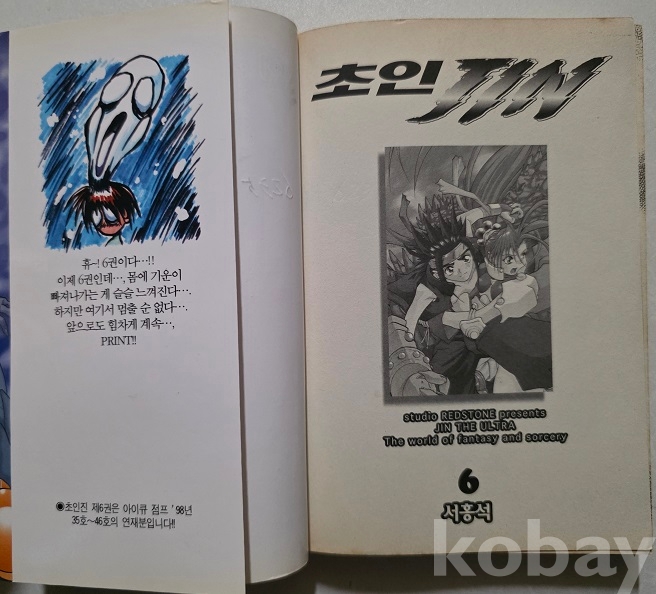 휴~! 6권이다…!!
이제 6권인데…, 몸에 기운이
빠져나가는 게 슬슬 느껴진다….
하지만 여기서 멈출 순 없다….
앞으로도 힘차게 계속…,
PRINT!!
◉초인진 제6권은 아이큐 점프 '98년
35호~46호의 연재분입니다!!
초인 JIN
studio REDSTONE presents
JIN THE ULTRA
The world of fantasy and sorcery
6
서홍석
kobay